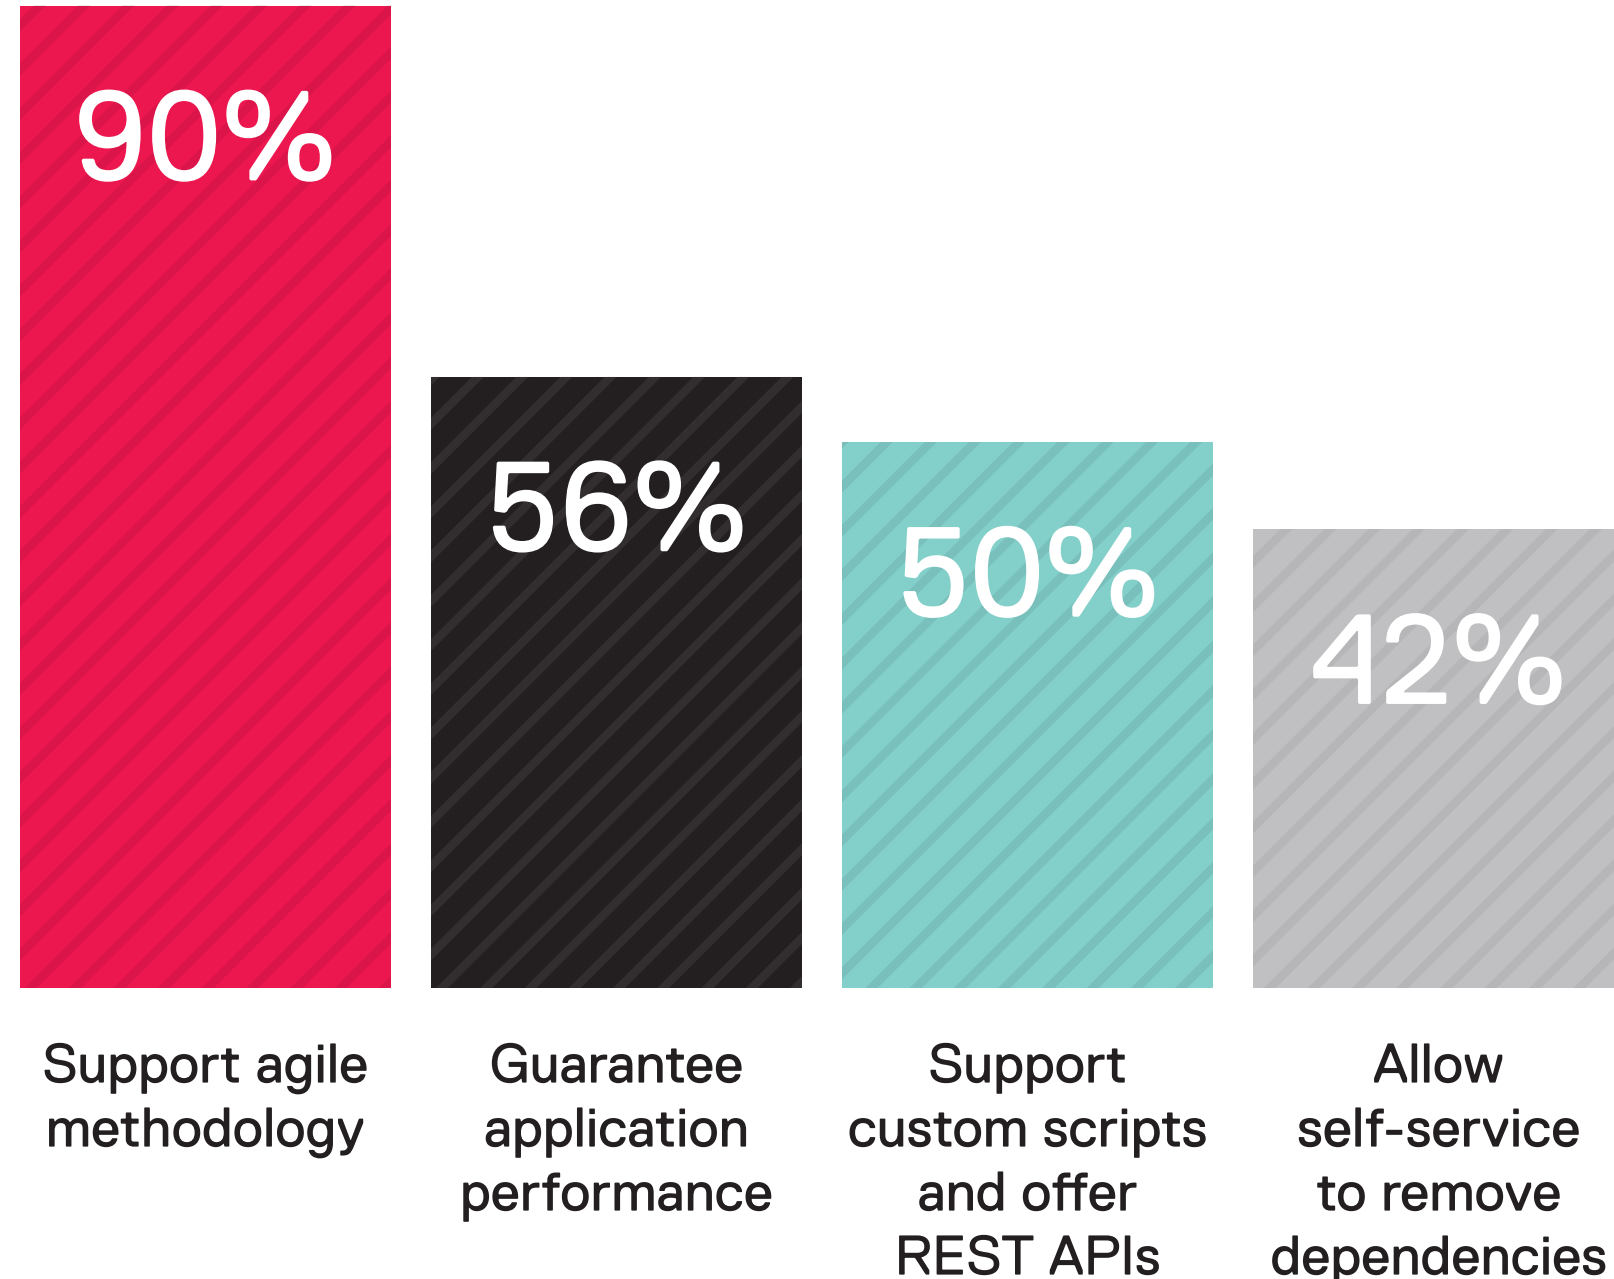 90%
56%
50%
42%
Support agile
methodology
Guarantee
application
performance
Support
custom scripts
and offer
REST APIs
Allow
self-service
to remove
dependencies